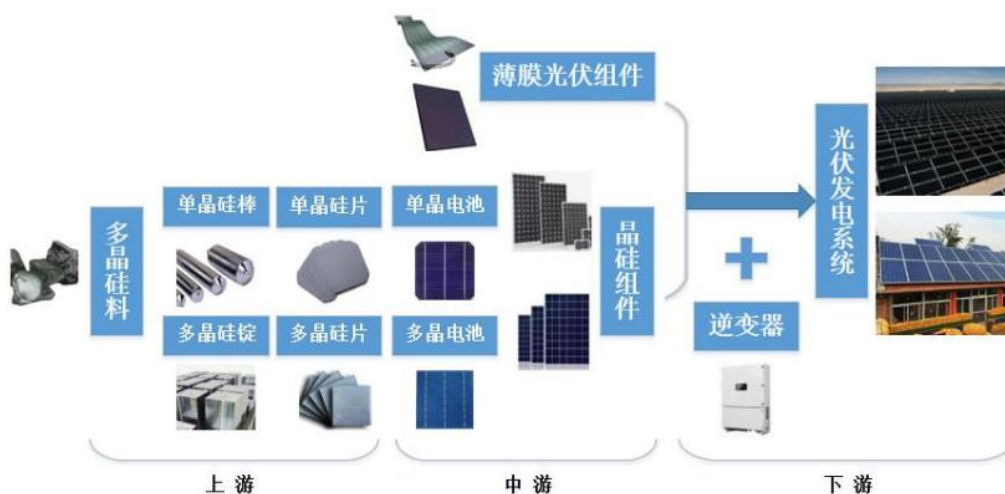 薄膜光伏组件
光伏发电系统
多晶硅料
单晶硅棒
单晶硅片
单晶电池
晶硅组件
多晶硅锭
多晶硅片
多晶电池
逆变器
上 游
中 游
下 游